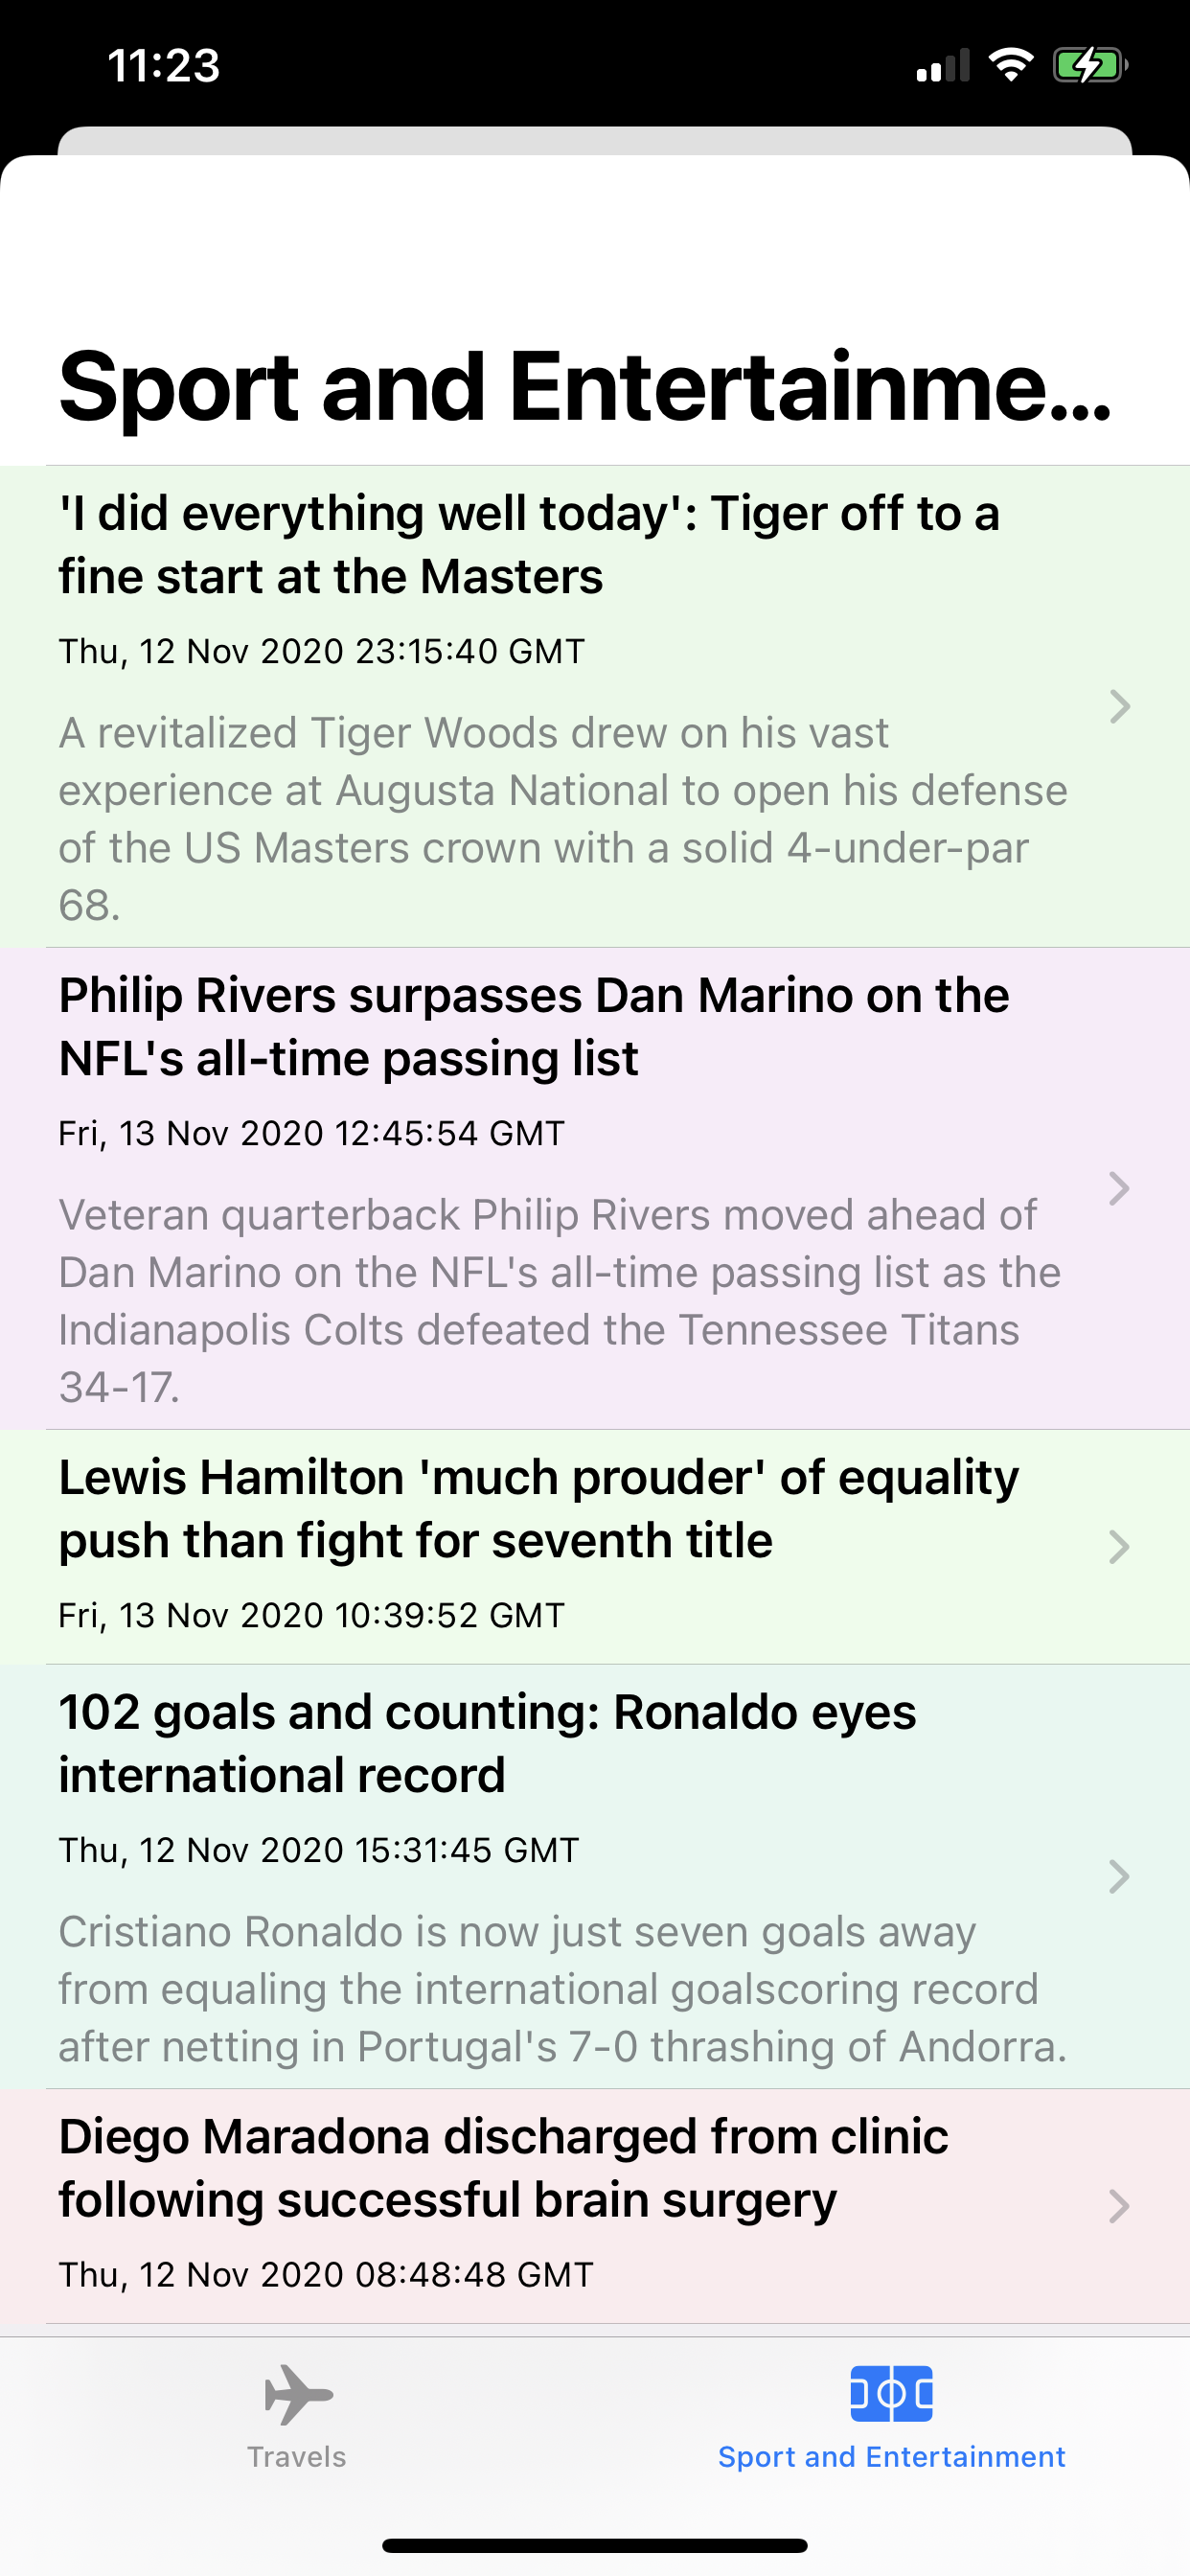 11:23
Sport and Entertainme...
'I did everything well today': Tiger off to a
fine start at the Masters
Thu, 12 Nov 2020 23:15:40 GMT
A revitalized Tiger Woods drew on his vast
experience at Augusta National to open his defense
of the US Masters crown with a solid 4-under-par
68.
Philip Rivers surpasses Dan Marino on the
NFL's all-time passing list
Fri, 13 Nov 2020 12:45:54 GMT
Veteran quarterback Philip Rivers moved ahead of
Dan Marino on the NFL's all-time passing list as the
Indianapolis Colts defeated the Tennessee Titans
34-17.
Lewis Hamilton 'much prouder' of equality
push than fight for seventh title
Fri, 13 Nov 2020 10:39:52 GMT
102 goals and counting: Ronaldo eyes
international record
Thu, 12 Nov 2020 15:31:45 GMT
Cristiano Ronaldo is now just seven goals away
from equaling the international goalscoring record
after netting in Portugal's 7-0 thrashing of Andorra.
Diego Maradona discharged from clinic
following successful brain surgery
Thu, 12 Nov 2020 08:48:48 GMT
Travels
Sport and Entertainment